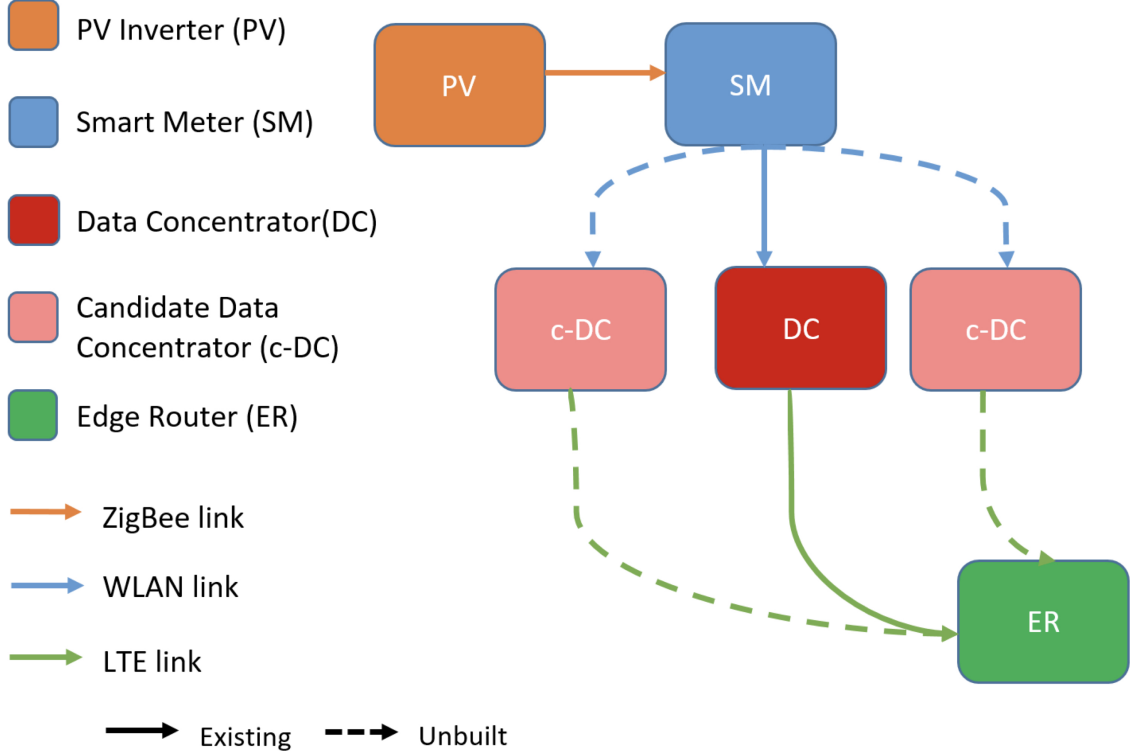 PV Inverter (PV)
Smart Meter (SM)
Data Concentrator(DC)
Candidate Data
Concentrator (c-DC)
Edge Router (ER)
ZigBee link
WLAN link
LTE link
Existing
Unbuilt
PV
SM
c-DC
DC
c-DC
ER